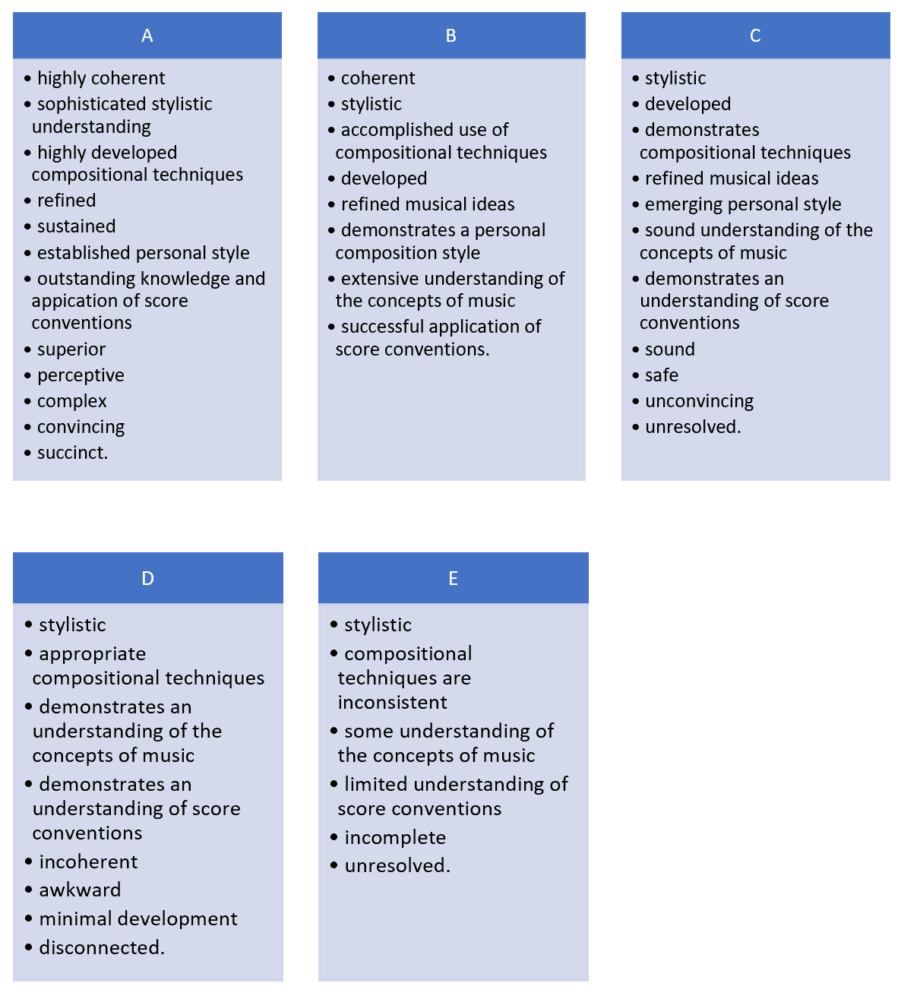 A
• highly coherent
• sophisticated stylistic
understanding
• highly developed
compositional techniques
• refined
• sustained
• established personal style
• outstanding knowledge and
appication of score
conventions
• superior
• perceptive
• complex
• convincing
• succinct.
B
• coherent
• stylistic
• accomplished use of
compositional techniques
• developed
• refined musical ideas
• demonstrates a personal
composition style
• extensive understanding of
the concepts of music
• successful application of
score conventions.
C
• stylistic
• developed
• demonstrates
compositional techniques
• refined musical ideas
• emerging personal style
• sound understanding of the
concepts of music
• demonstrates an
understanding of score
conventions
• sound
• safe
• unconvincing
• unresolved.
D
• stylistic
• appropriate
compositional techniques
• demonstrates an
understanding of the
concepts of music
• demonstrates an
understanding of score
conventions
• incoherent
• awkward
• minimal development
• disconnected.
E
• stylistic
• compositional
techniques are
inconsistent
• some understanding of
the concepts of music
• limited understanding of
score conventions
• incomplete
• unresolved.